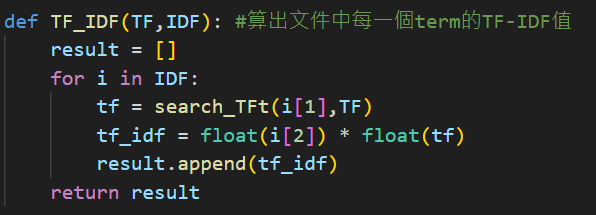 def TF_IDF(TF,IDF): #算出文件中每一個term的TF-IDF值
    result = []
    for i in IDF:
        tf = search_TFt(i[1],TF)
        tf_idf = float(i[2]) * float(tf)
        result.append(tf_idf)
    return result